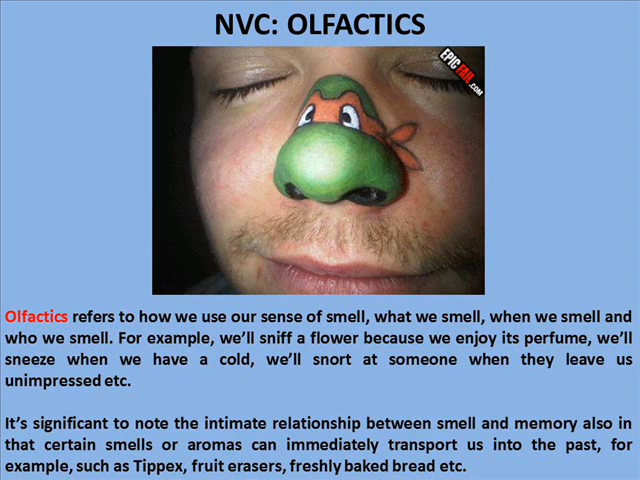 NVC: OLFACTICS
EPIC FAIL.COM
Olfactics refers to how we use our sense of smell, what we smell, when we smell and
who we smell. For example, we'll sniff a flower because we enjoy its perfume, we'll
sneeze when we have a cold, we'll snort at someone when they leave us
unimpressed etc.
It's significant to note the intimate relationship between smell and memory also in
that certain smells or aromas can immediately transport us into the past, for
example, such as Tippex, fruit erasers, freshly baked bread etc.